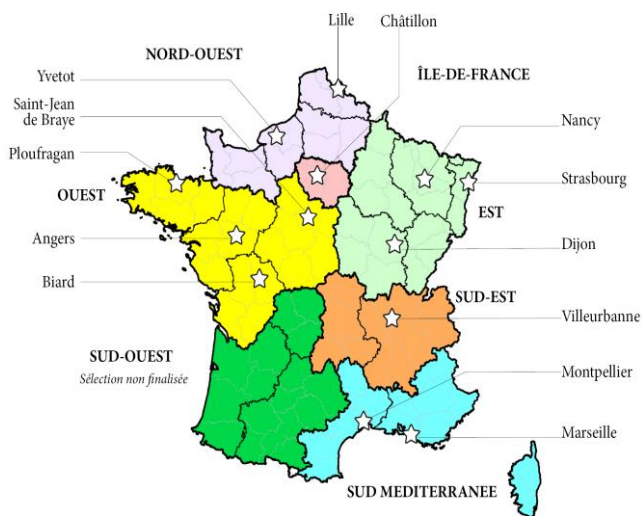 Lille
Châtillon
NORD-OUEST
ÎLE-DE-FRANCE
Yvetot
Saint-Jean
de Braye
Nancy
Ploufragan
Strasbourg
OUEST
EST
Angers
Dijon
Biard
SUD-EST
Villeurbanne
SUD-OUEST
Sélection non finalisée
Montpellier
Marseille
SUD MEDITERRANEE